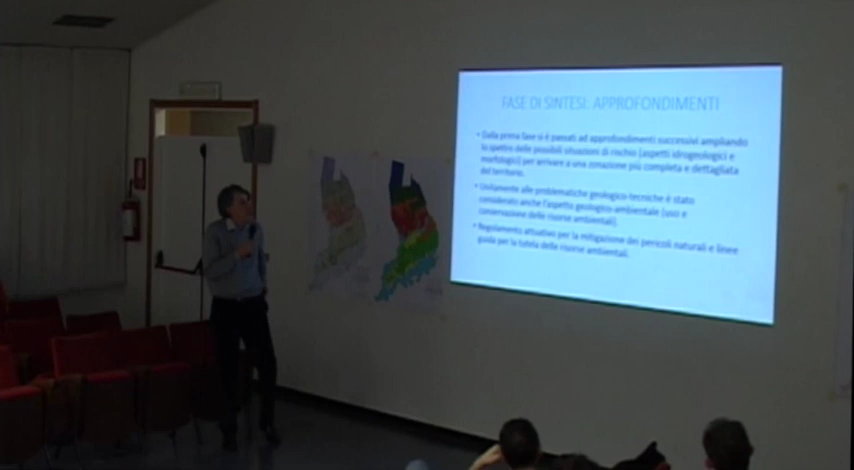 FASE DI SINTESI: APPROFONDIMENTI
• Dalla prima fase si è passati ad approfondimenti successivi ampliando
lo spettro delle possibili situazioni di rischio (aspetti idrogeologici e
morfologici) per arrivare a una zonazione più completa e dettagliata
del territorio.
• Unitamente alle problematiche geologico-tecniche è stato
considerato anche l'aspetto geologico-ambientale (uso e
conservazione delle risorse ambientali).
• Regolamento attuativo per la mitigazione dei pericoli naturali e linee
guida per la tutela delle risorse ambientali.